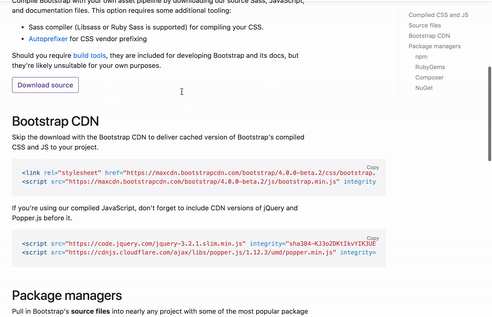 Compile Bootstrap with your own asset pipeline by downloading our source Sass, JavaScript,
and documentation files. This option requires some additional tooling:
Sass compiler (Libsass or Ruby Sass is supported) for compiling your CSS.
Autoprefixer for CSS vendor prefixing
Should you require build tools, they are included for developing Bootstrap and its docs, but
they're likely unsuitable for your own purposes.
Download source
Bootstrap CDN
Skip the download with the Bootstrap CDN to deliver cached version of Bootstrap's compiled
CSS and JS to your project.
Copy
<link rel="stylesheet" href="https://maxcdn.bootstrapcdn.com/bootstrap/4.0.0-beta.2/css/bootstrap.
<script src="https://maxcdn.bootstrapcdn.com/bootstrap/4.0.0-beta.2/js/bootstrap.min.js" integrity
If you're using our compiled JavaScript, don't forget to include CDN versions of jQuery and
Popper.js before it.
Copy
<script src="https://code.jquery.com/jquery-3.2.1.slim.min.js" integrity="sha384-KJ3o2DKtIkvYIK3UE
<script src="https://cdnjs.cloudflare.com/ajax/libs/popper.js/1.12.3/umd/popper.min.js" integrity=
Package managers
Pull in Bootstrap's source files into nearly any project with some of the most popular package
Compiled CSS and JS
Source files
Bootstrap CDN
Package managers
npm
RubyGems
Composer
NuGet